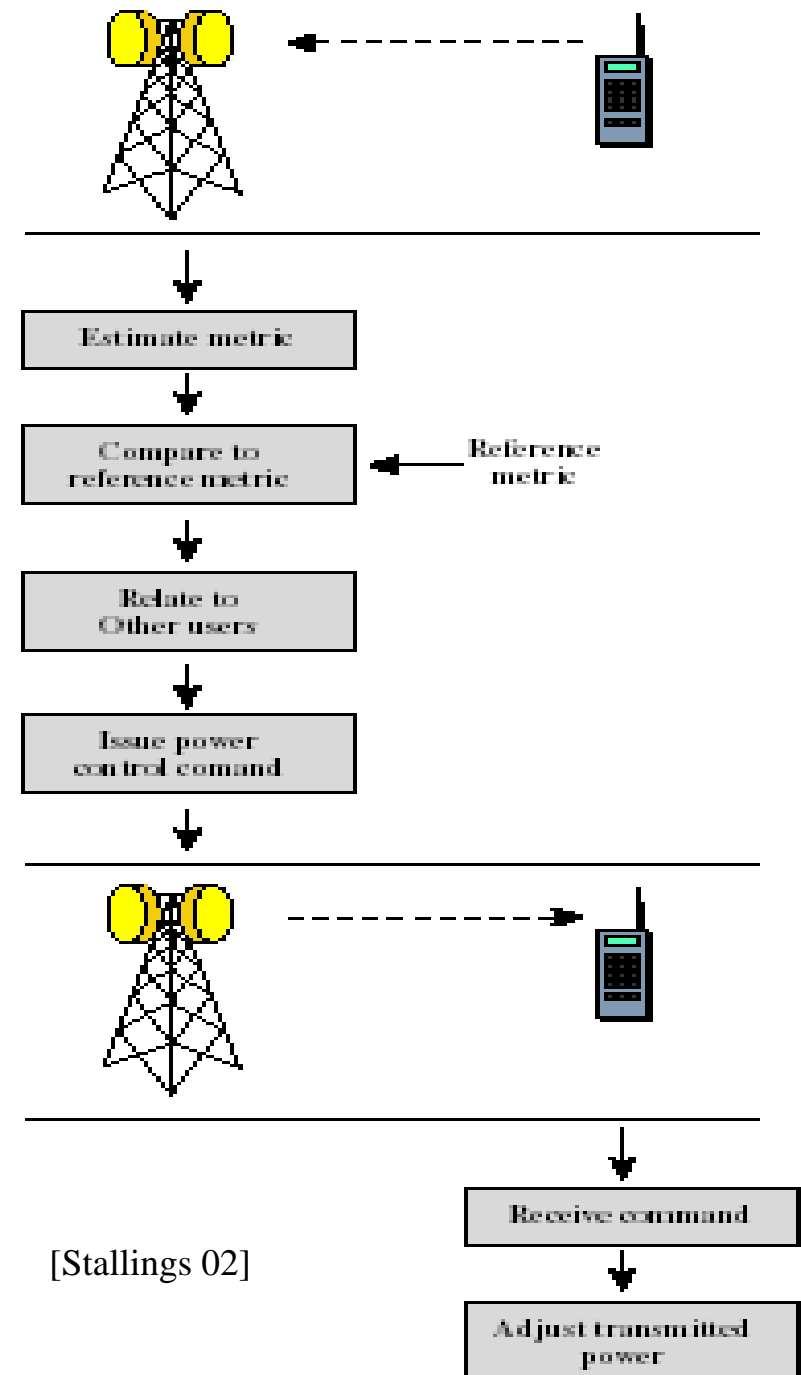 Estimate metric
Compare to
reference metric
Reference
metric
Relate to
Other users
Issue power
control comand
Receive command
[Stallings 02]
Adjust transmitted
power